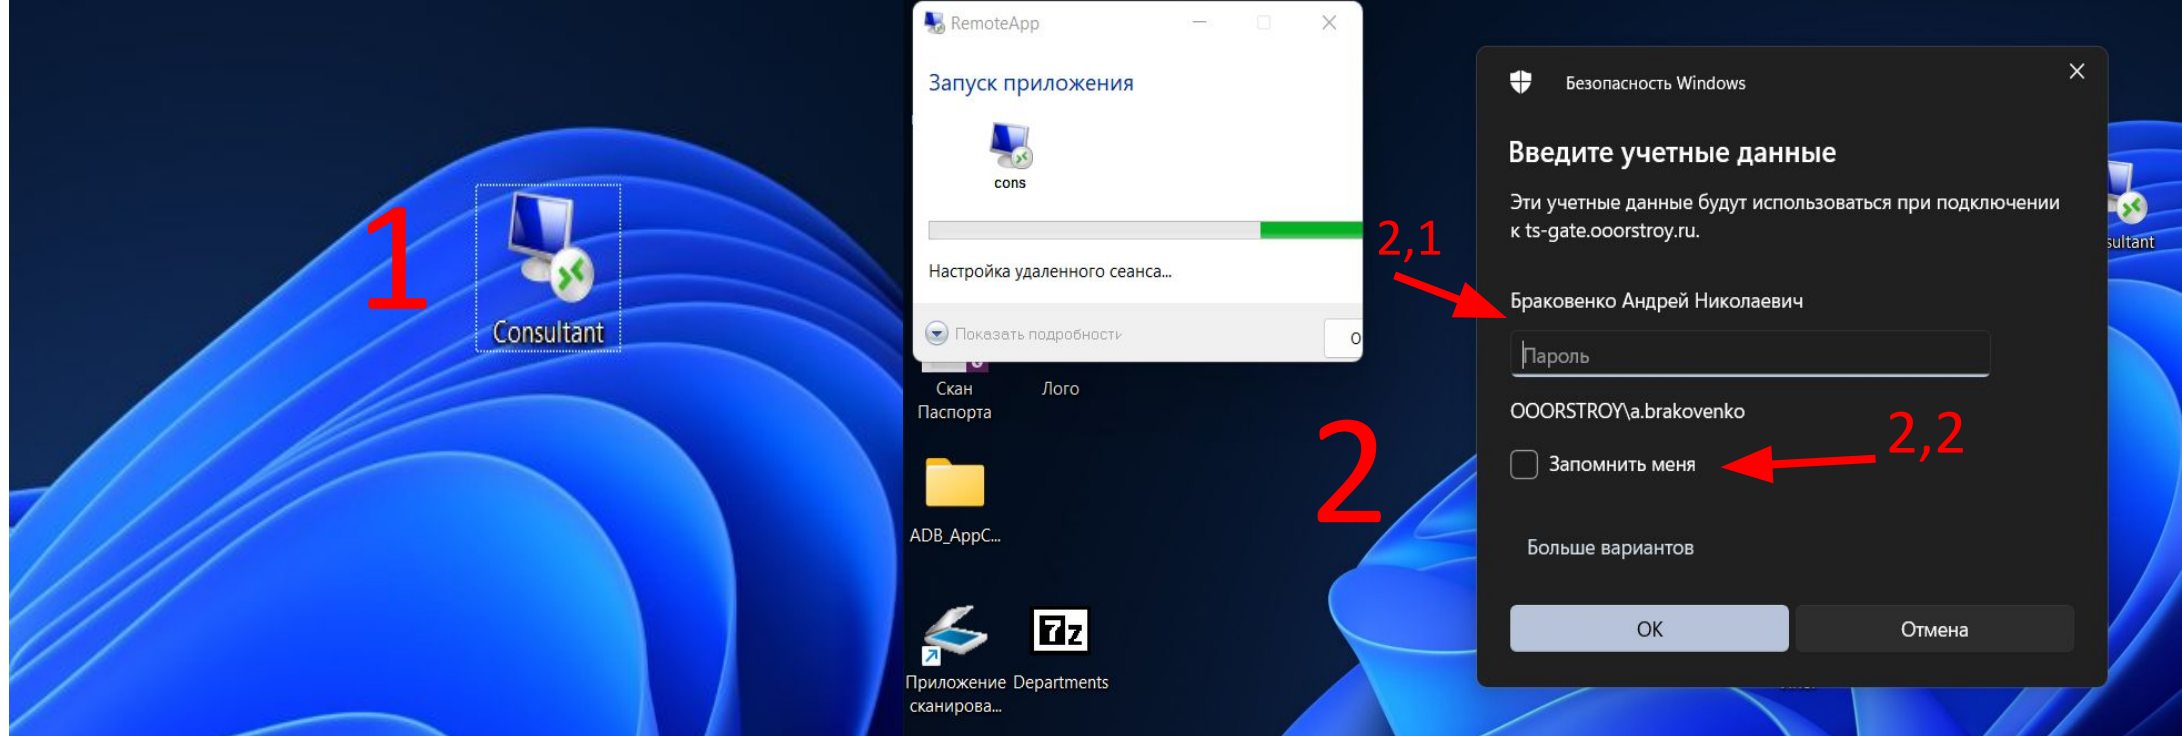 1
Consultant
RemoteApp
Запуск приложения
cons
Настройка удаленного сеанса...
Показать подробности
О
Скан
Паспорта
Лого
ADB_AppC...
Приложение
сканирова...
7z
Departments
2
2,1
Безопасность Windows
Введите учетные данные
Эти учетные данные будут использоваться при подключении
к ts-gate.ooorstroy.ru.
Браковенко Андрей Николаевич
Пароль
OOORSTROY\a.brakovenko
2,2
Запомнить меня
Больше вариантов
ОК
Отмена
sultant